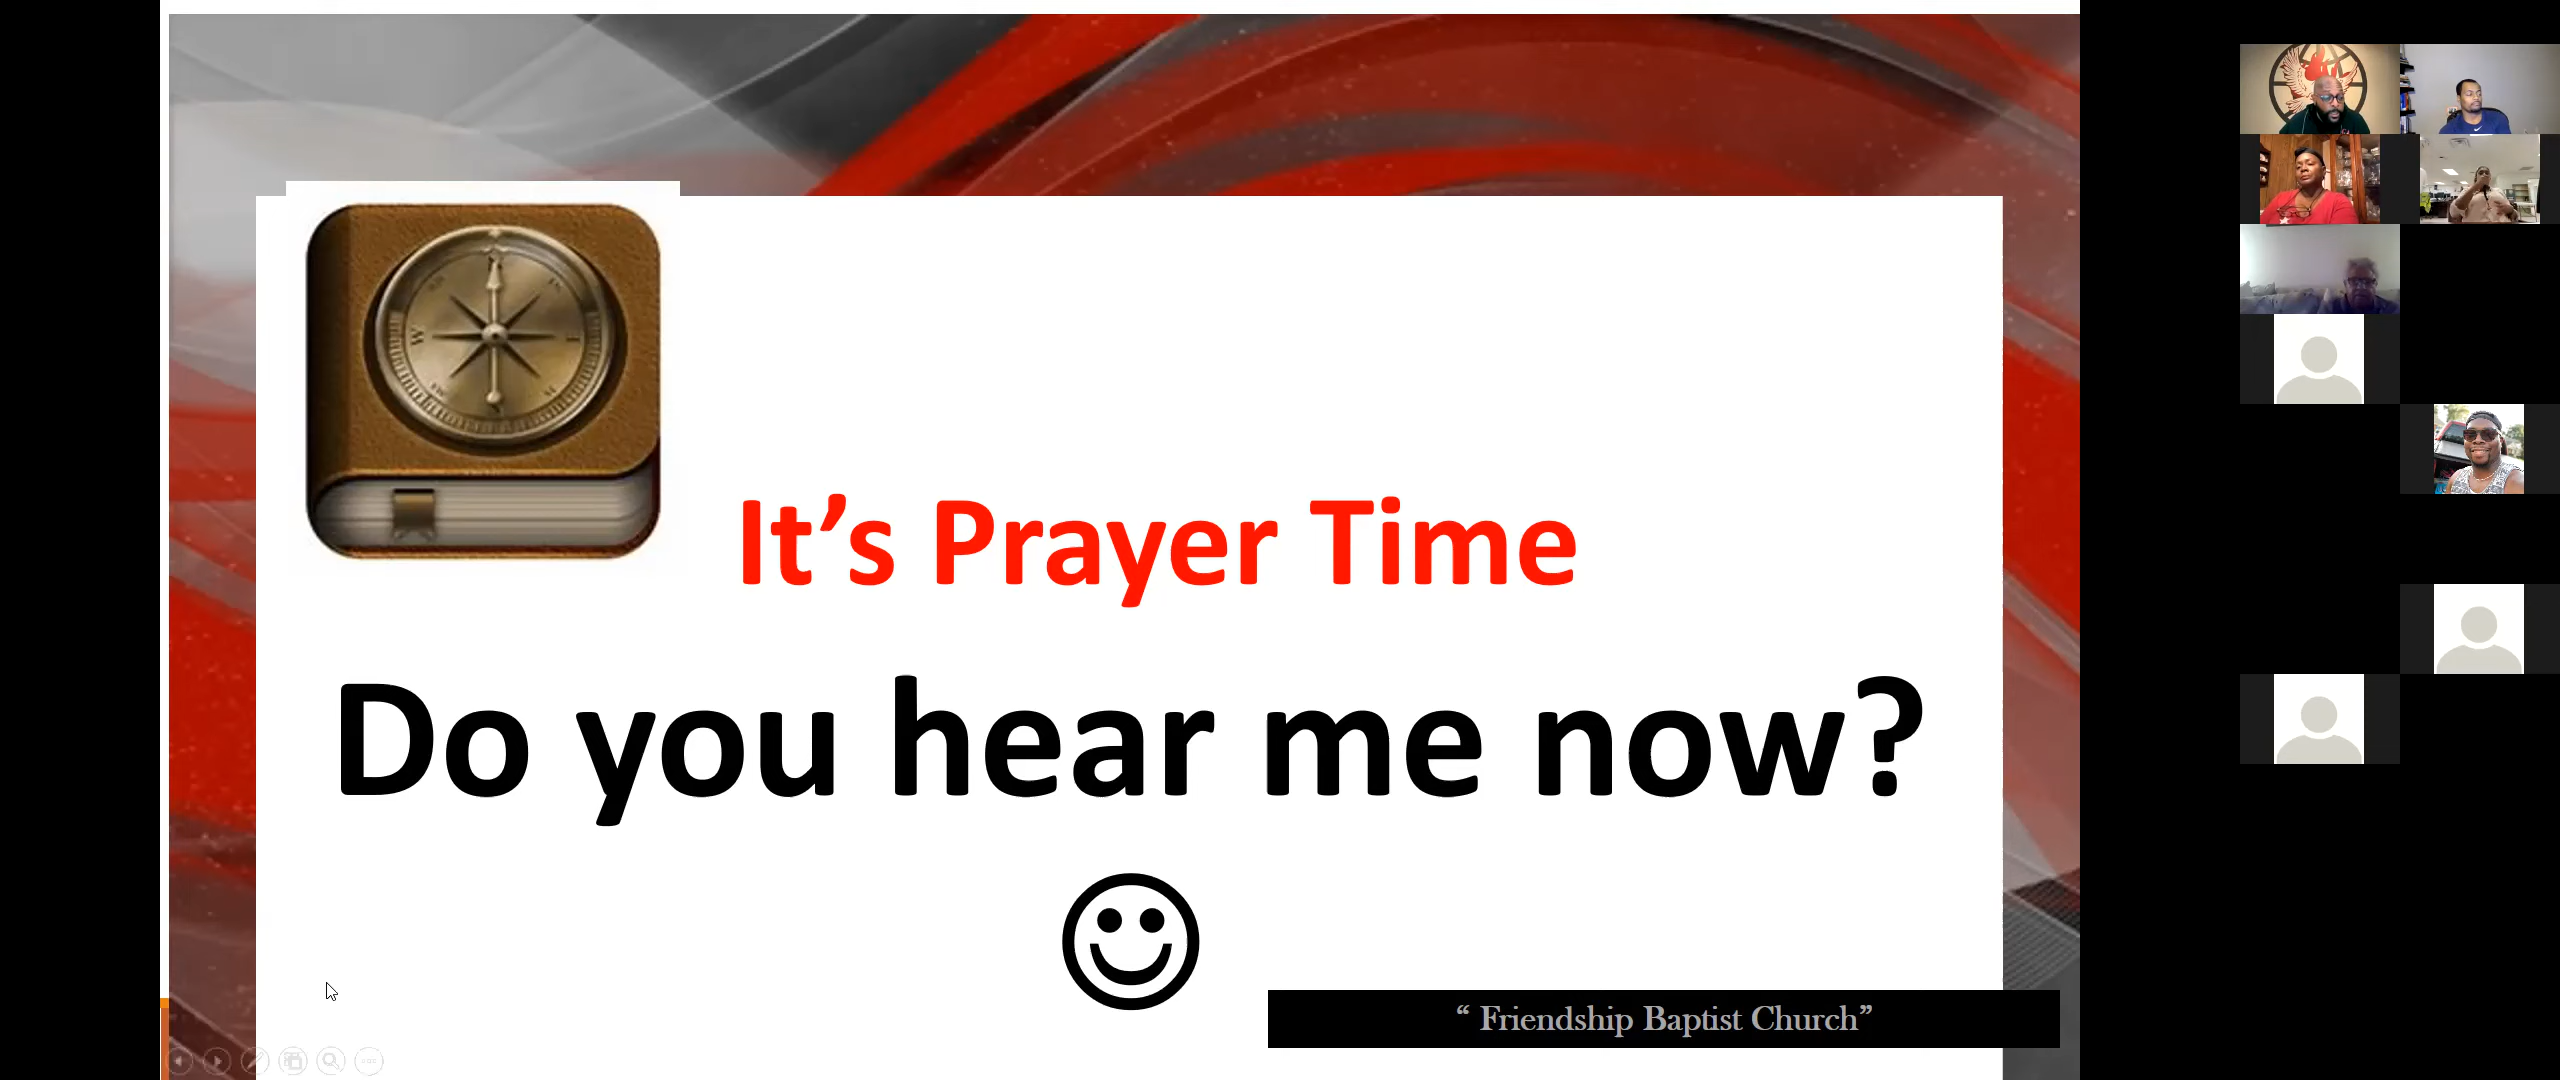 It’s Prayer Time
Do you hear me now?
“ Friendship Baptist Church”